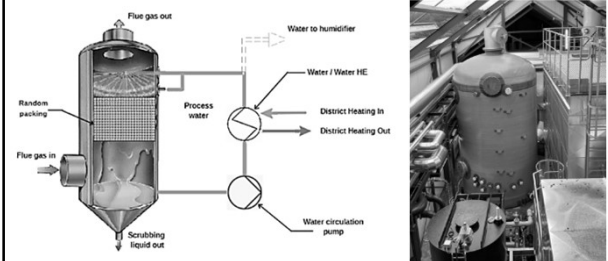 Flue gas out
Water to humidifier
Water / Water HE
Random
packing
Process
water
District Heating In
District Heating Out
Flue gas in
Water circulation
pump
Scrubbing
liquid out